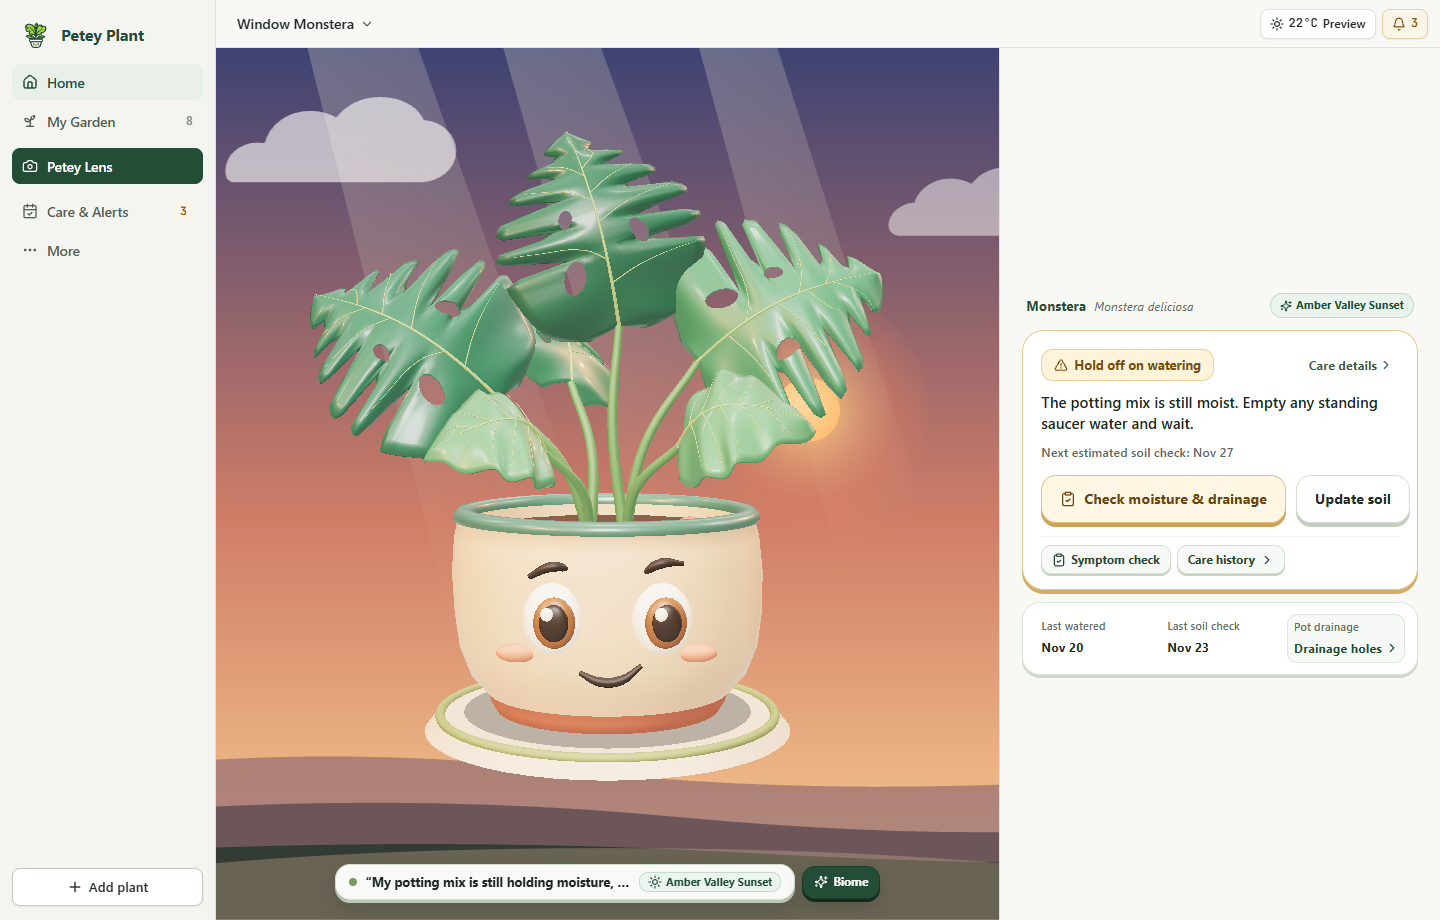 Petey Plant
Home
My Garden 8
Petey Lens
Care & Alerts 3
More
Add plant
Window Monstera
22°C Preview
3
“My potting mix is still holding moisture, ...
Amber Valley Sunset
Biome
Monstera Monstera deliciosa
Amber Valley Sunset
Hold off on watering
Care details
The potting mix is still moist. Empty any standing
saucer water and wait.
Next estimated soil check: Nov 27
Check moisture & drainage
Update soil
Symptom check
Care history
Last watered
Nov 20
Last soil check
Nov 23
Pot drainage
Drainage holes